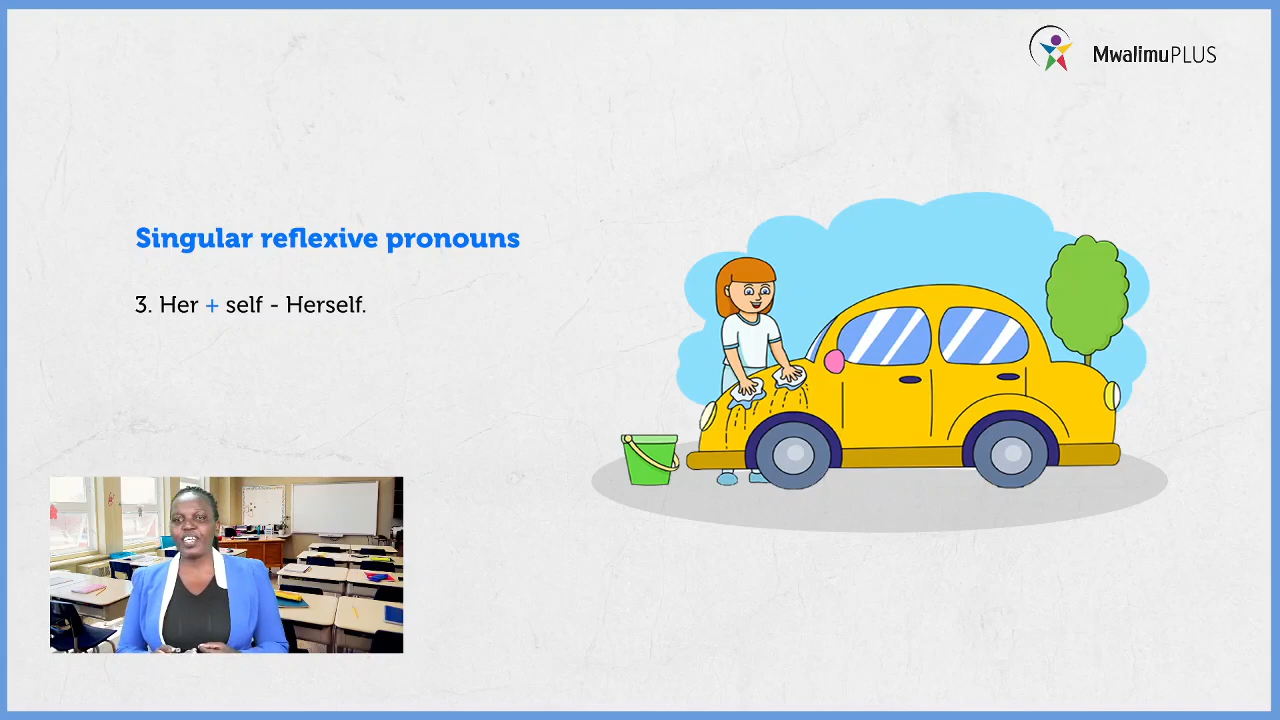 MwalimuPLUS
Singular reflexive pronouns
3. Her + self - Herself.